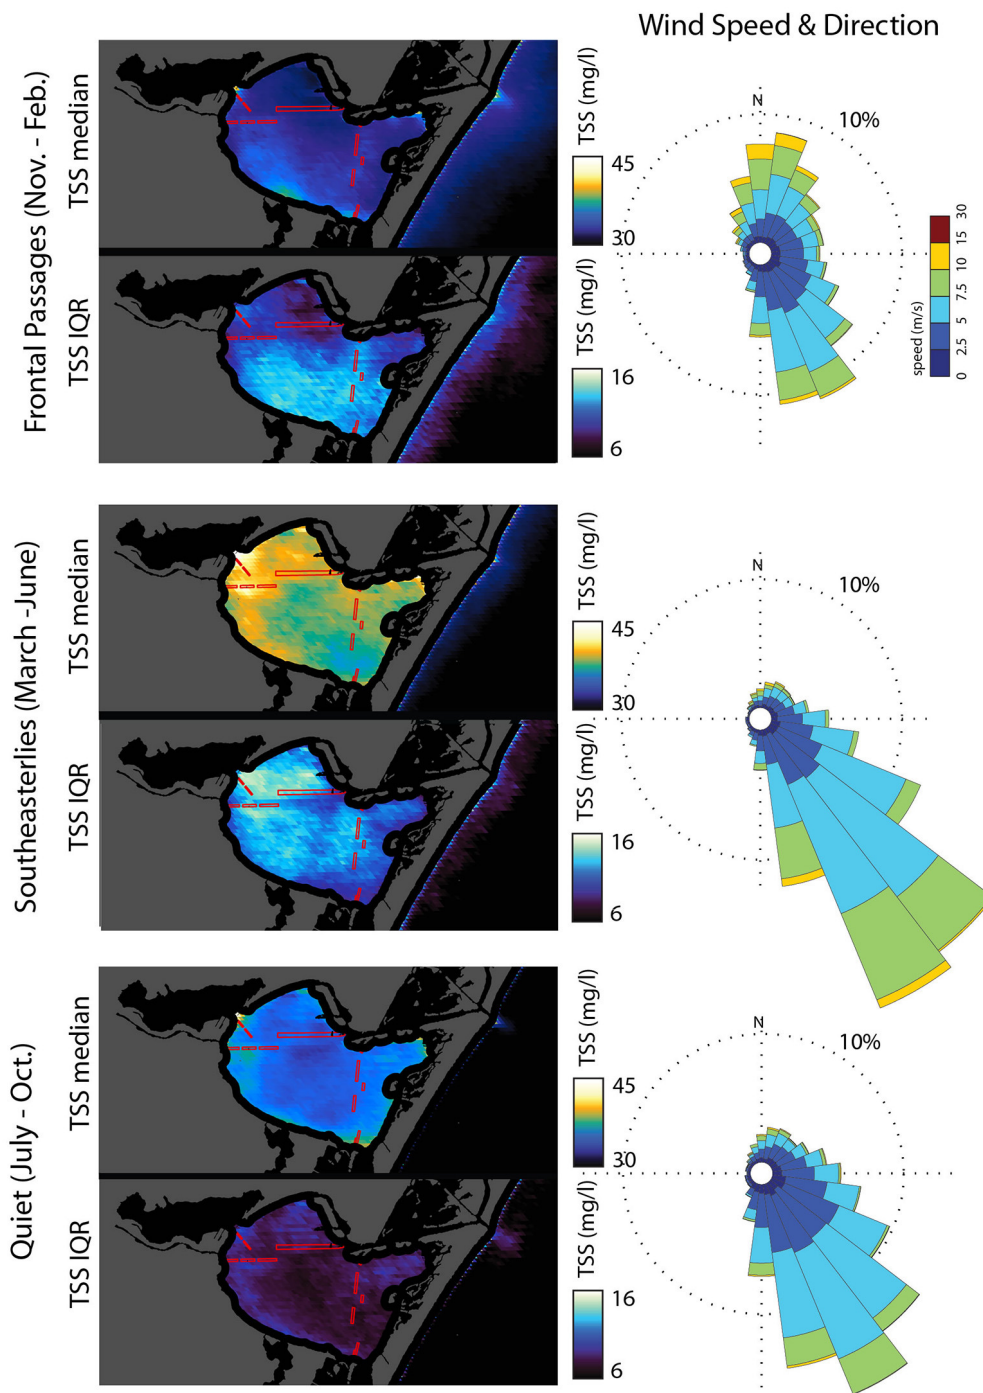 Wind Speed & Direction
Frontal Passages (Nov. - Feb.)
TSS median
TSS (mg/l)
45
30
N
10%
TSS IQR
TSS (mg/l)
16
6
speed (m/s)
0 2.5 5 7.5 10 15 30
Southeasterlies (March -June)
TSS median
TSS (mg/l)
45
30
N
10%
TSS IQR
TSS (mg/l)
16
6
Quiet (July - Oct.)
TSS median
TSS (mg/l)
45
30
N
10%
TSS IQR
TSS (mg/l)
16
6